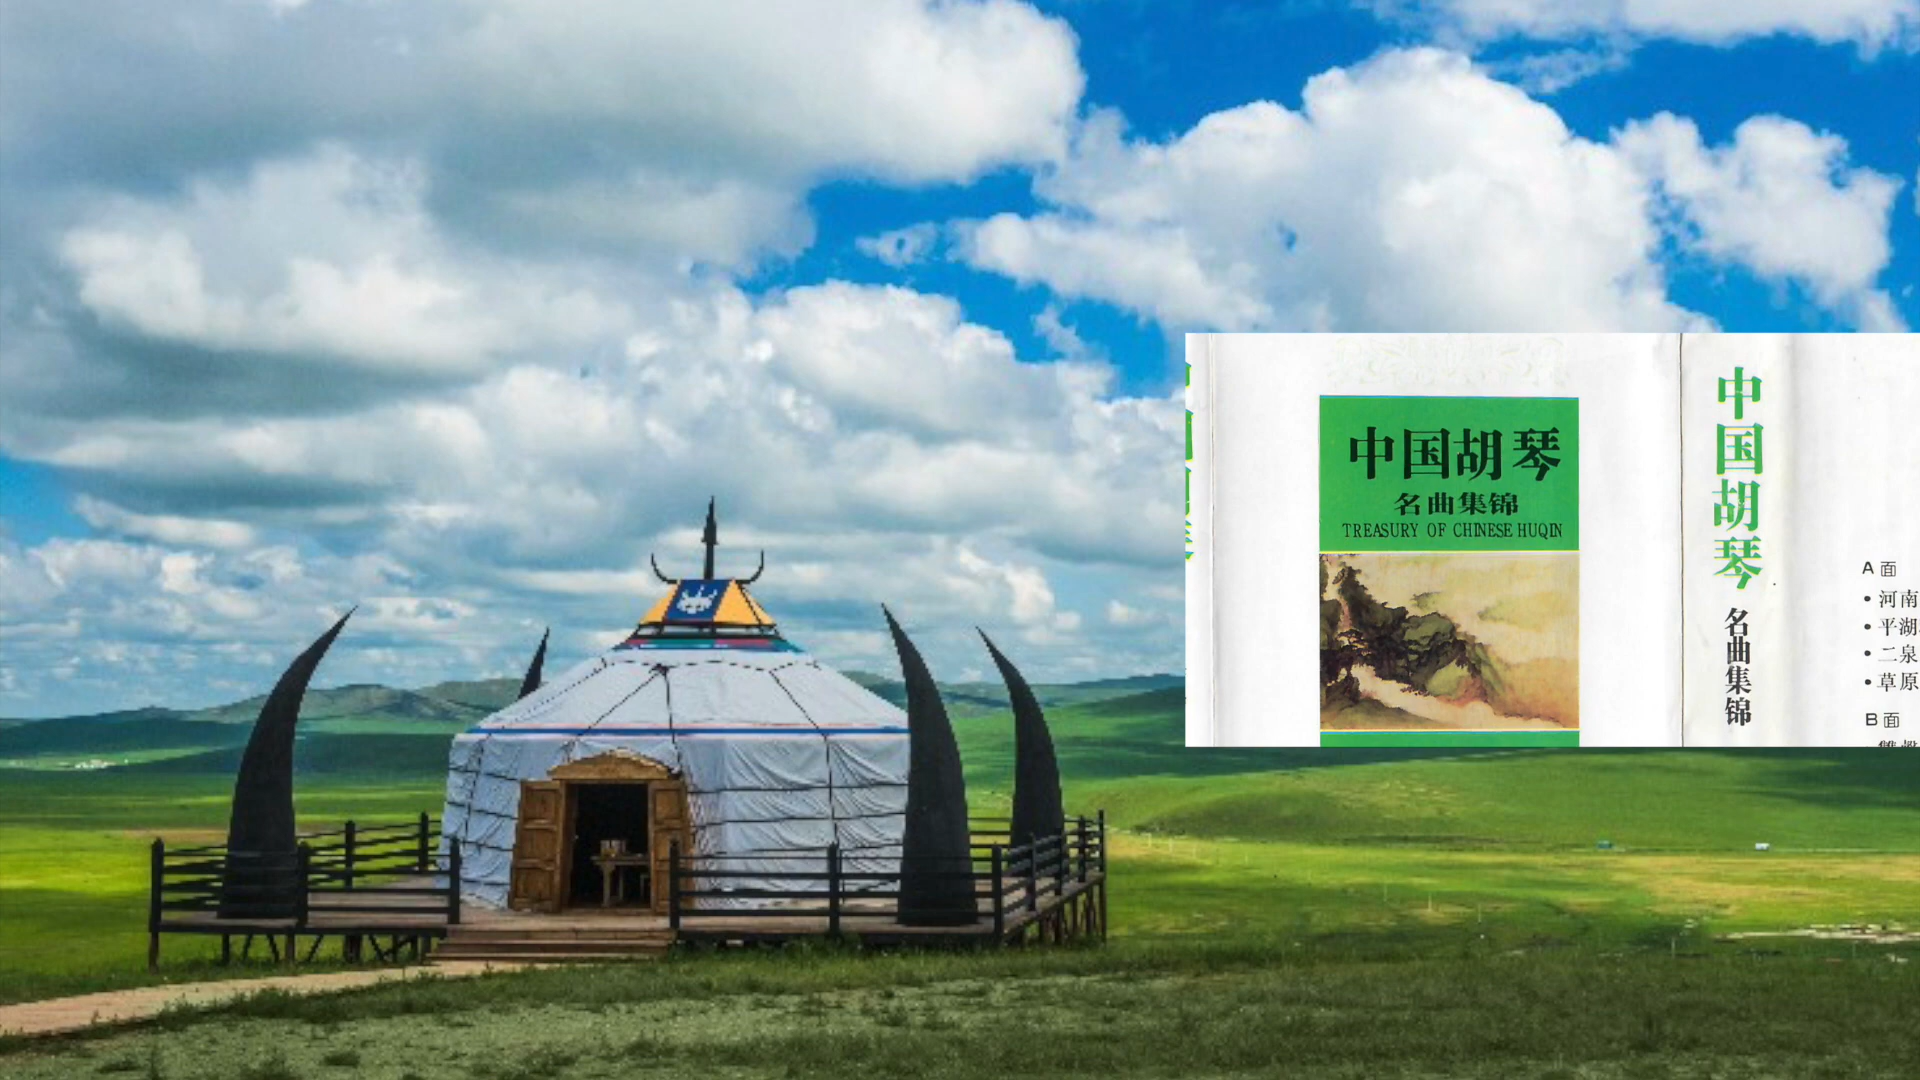 中国胡琴
名曲集锦
TREASURY OF CHINESE HUQIN
中国胡琴
名曲集锦
A面
• 河南
• 平湖
• 二泉
• 草原
B面